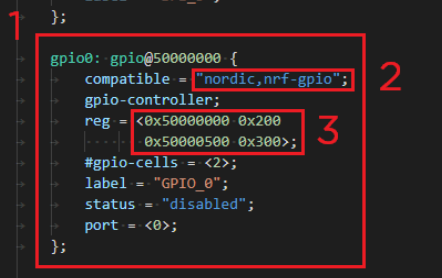 1
};
gpio0: gpio@50000000 {
compatible = "nordic,nrf-gpio";
2
gpio-controller;
reg = <0x50000000 0x200
0x50000500 0x300>;
3
#gpio-cells = <2>;
label = "GPIO_0";
status = "disabled";
port = <0>;
};